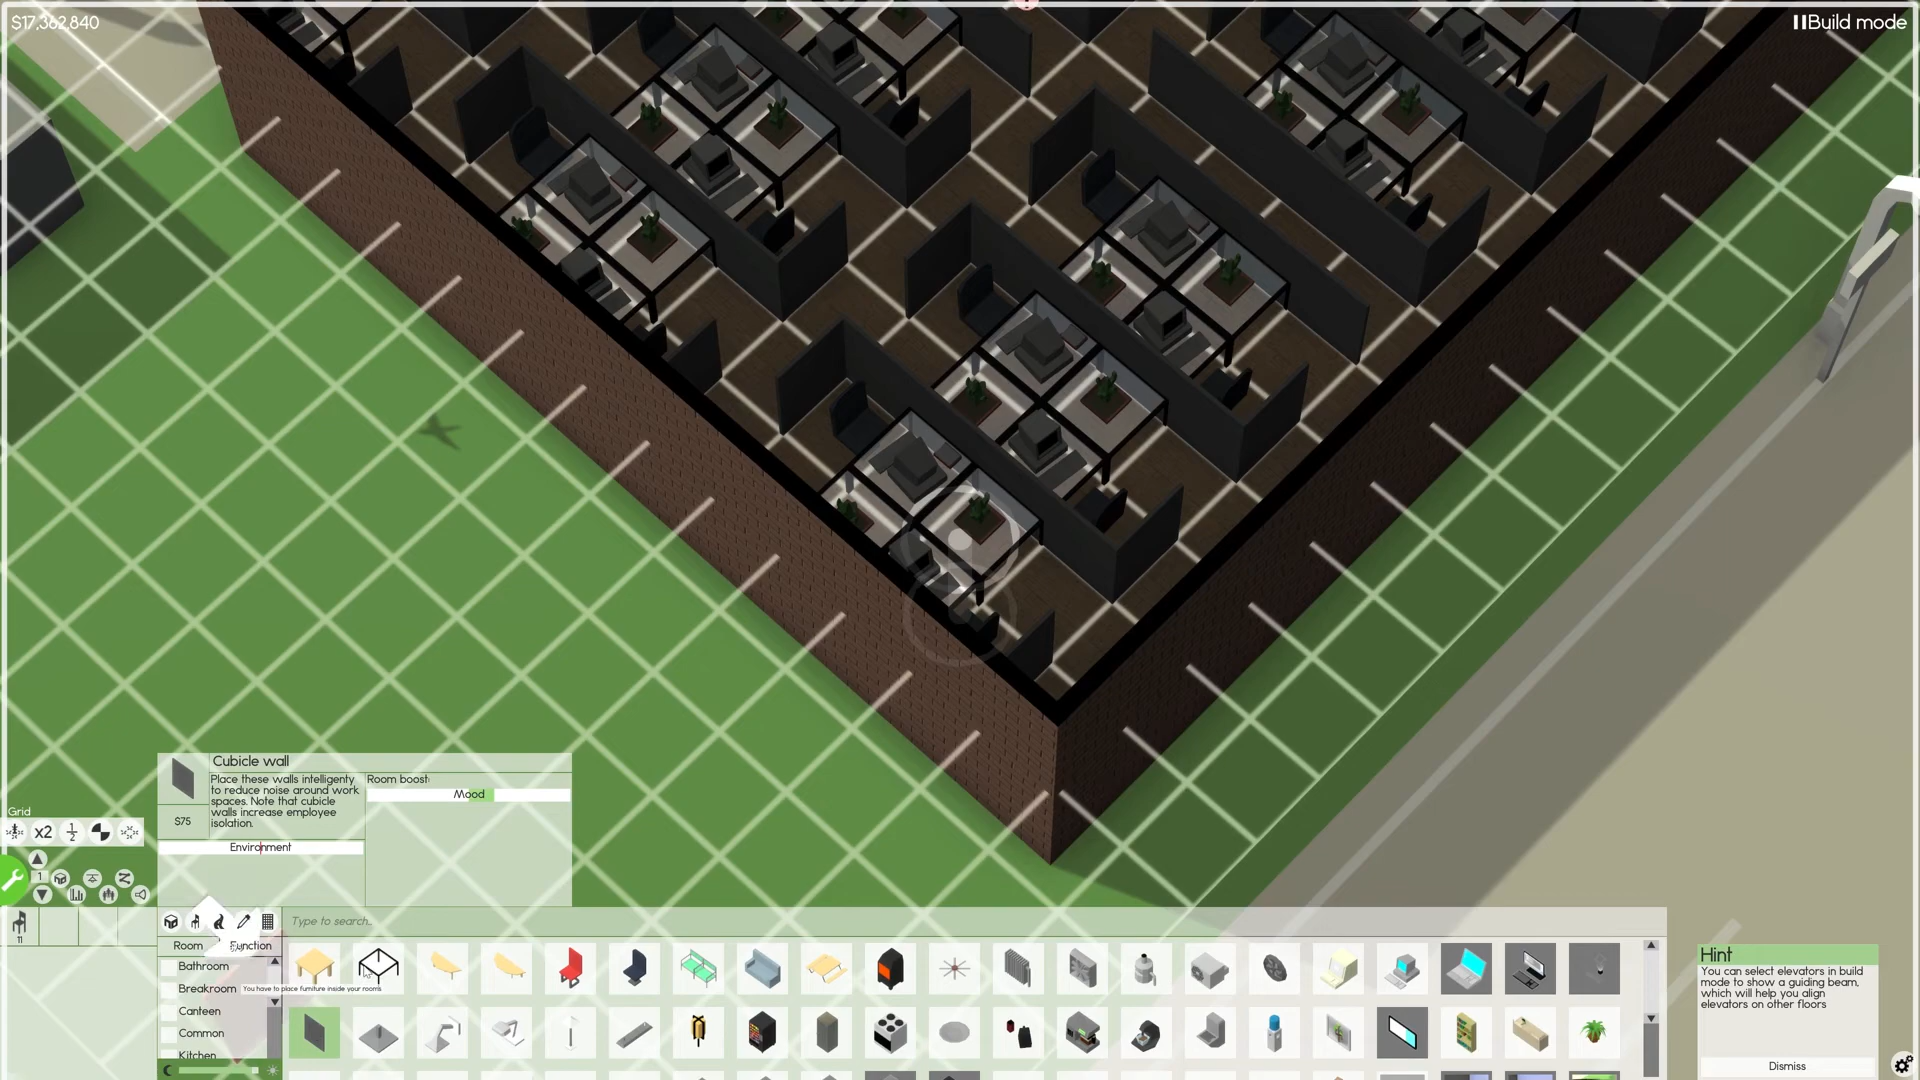 $17,362,840
Build mode
Cubicle wall
Place these walls intelligently
to reduce noise around work
spaces. Note that cubicle
walls increase employee
isolation.
$75
Environment
Room boost:
Mood
Grid
x2
1/2
1
11
Type to search...
Room
Function
Bathroom
Breakroom
You have to place furniture inside your rooms
Canteen
Common
Kitchen
Hint
You can select elevators in build
mode to show a guiding beam,
which will help you align
elevators on other floors
Dismiss